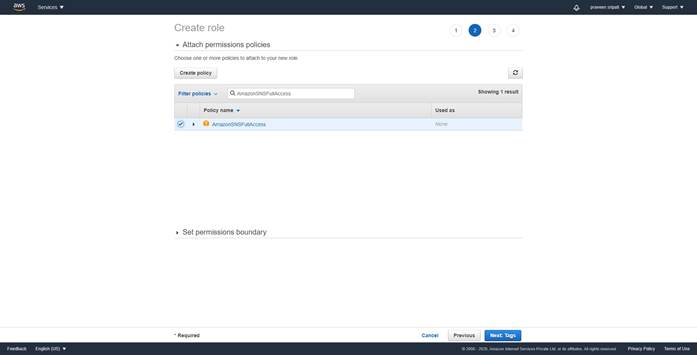 aws Services praveen sripati Global Support
Create role 1 2 3 4
Attach permissions policies
Choose one or more policies to attach to your new role.
Create policy
Filter policies AmazonSNSFullAccess Showing 1 result
Policy name Used as
AmazonSNSFullAccess None
Set permissions boundary
* Required Cancel Previous Next: Tags
Feedback English (US) © 2008 - 2020, Amazon Internet Services Private Ltd. or its affiliates. All rights reserved. Privacy Policy Terms of Use